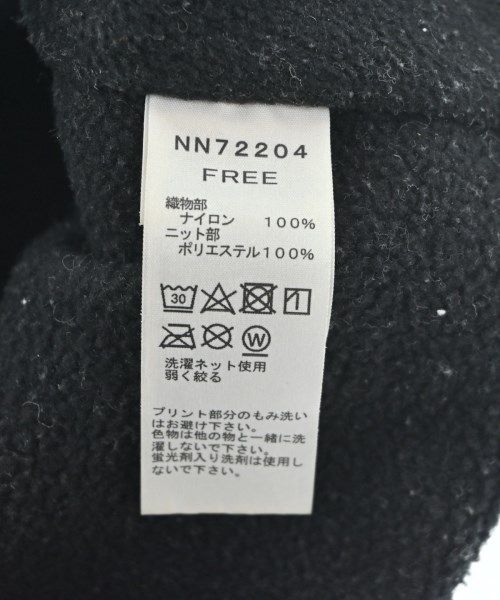 NN72204
FREE
織物部
ナイロン 100%
ニット部
ポリエステル100%
30
W
洗濯ネット使用
弱く絞る
プリント部分のもみ洗い
はお避け下さい。
色物は他の物と一緒に洗
濯しないで下さい。
蛍光剤入り洗剤は使用し
ないで下さい。